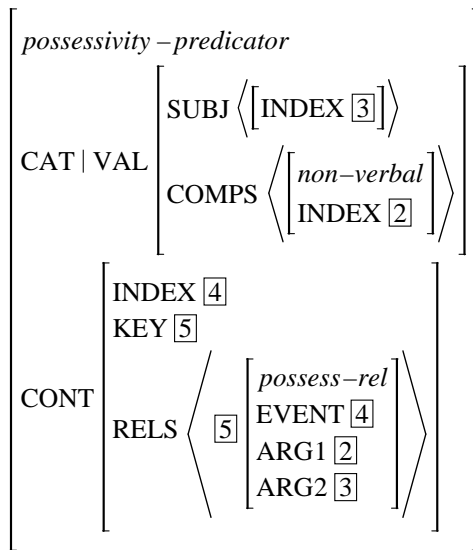 possessivity–predicator
CAT | VAL
SUBJ ⟨[INDEX 3]⟩
COMPS ⟨[non–verbal
INDEX 2]⟩
CONT
INDEX 4
KEY 5
RELS ⟨ 5 [possess–rel
EVENT 4
ARG1 2
ARG2 3]⟩